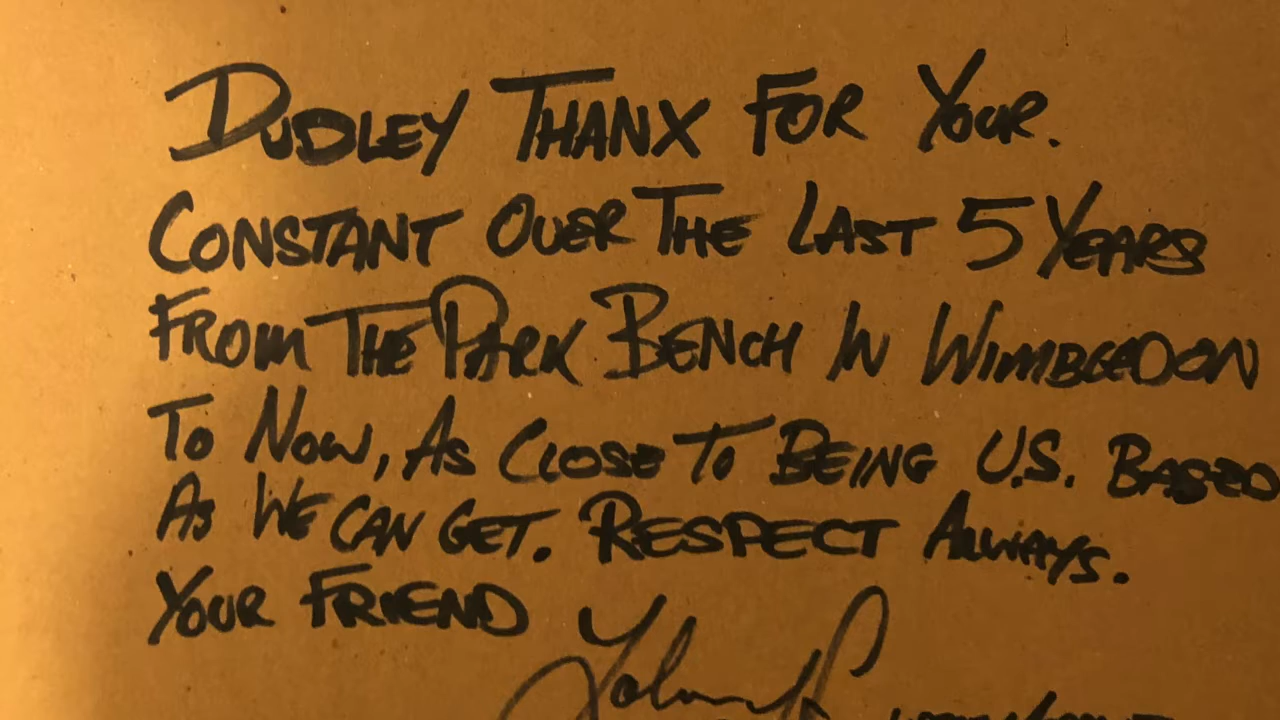 DUDLEY THANX FOR YOUR.
CONSTANT OVER THE LAST 5 YEARS
FROM THE PARK BENCH IN WIMBLEDON
TO NOW, AS CLOSE TO BEING U.S. BASED
AS WE CAN GET. RESPECT ALWAYS.
YOUR FRIEND
John